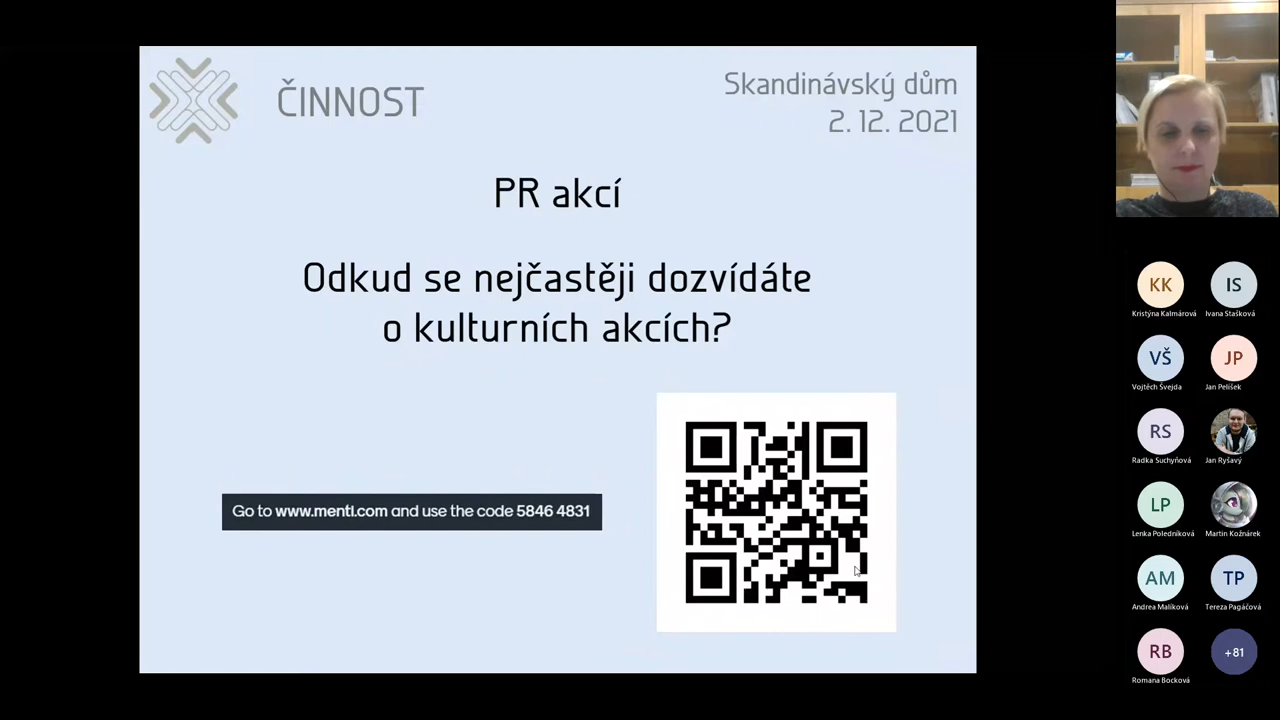 ČINNOST
Skandinávský dům
2. 12. 2021
PR akcí
Odkud se nejčastěji dozvídáte
o kulturních akcích?
Go to www.menti.com and use the code 5846 4831
KK
IS
Kristýna Kalmárová
Ivana Stašková
VŠ
JP
Vojtěch Švejda
Jan Pelíšek
RS
Radka Suchyňová
Jan Ryšavý
LP
Lenka Poledníková
Martin Kožnárek
AM
TP
Andrea Malíková
Tereza Pagáčová
RB
+81
Romana Bocková